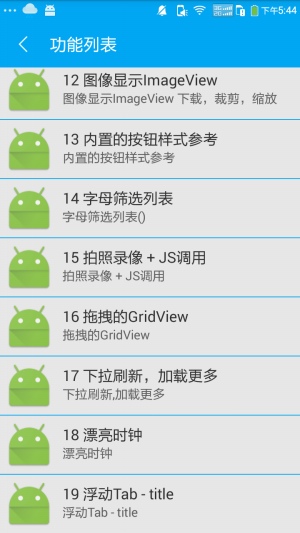 下午5:44
功能列表
12 图像显示ImageView
图像显示ImageView 下载，裁剪，缩放
13 内置的按钮样式参考
内置的按钮样式参考
14 字母筛选列表
字母筛选列表()
15 拍照录像 + JS调用
拍照录像 + JS调用
16 拖拽的GridView
拖拽的GridView
17 下拉刷新，加载更多
下拉刷新,加载更多
18 漂亮时钟
漂亮时钟
19 浮动Tab - title
浮动Tab - title